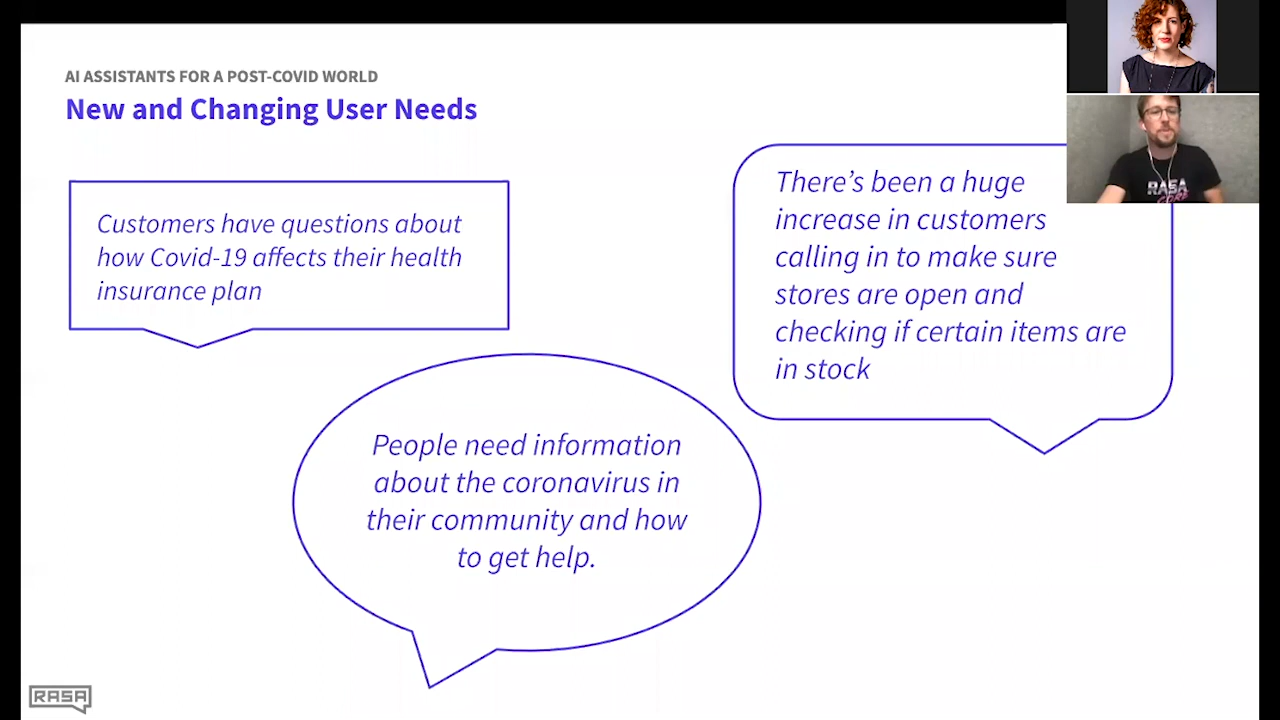 AI ASSISTANTS FOR A POST-COVID WORLD
New and Changing User Needs
Customers have questions about
how Covid-19 affects their health
insurance plan
There’s been a huge
increase in customers
calling in to make sure
stores are open and
checking if certain items are
in stock
People need information
about the coronavirus in
their community and how
to get help.
RASA
RASA
CORE